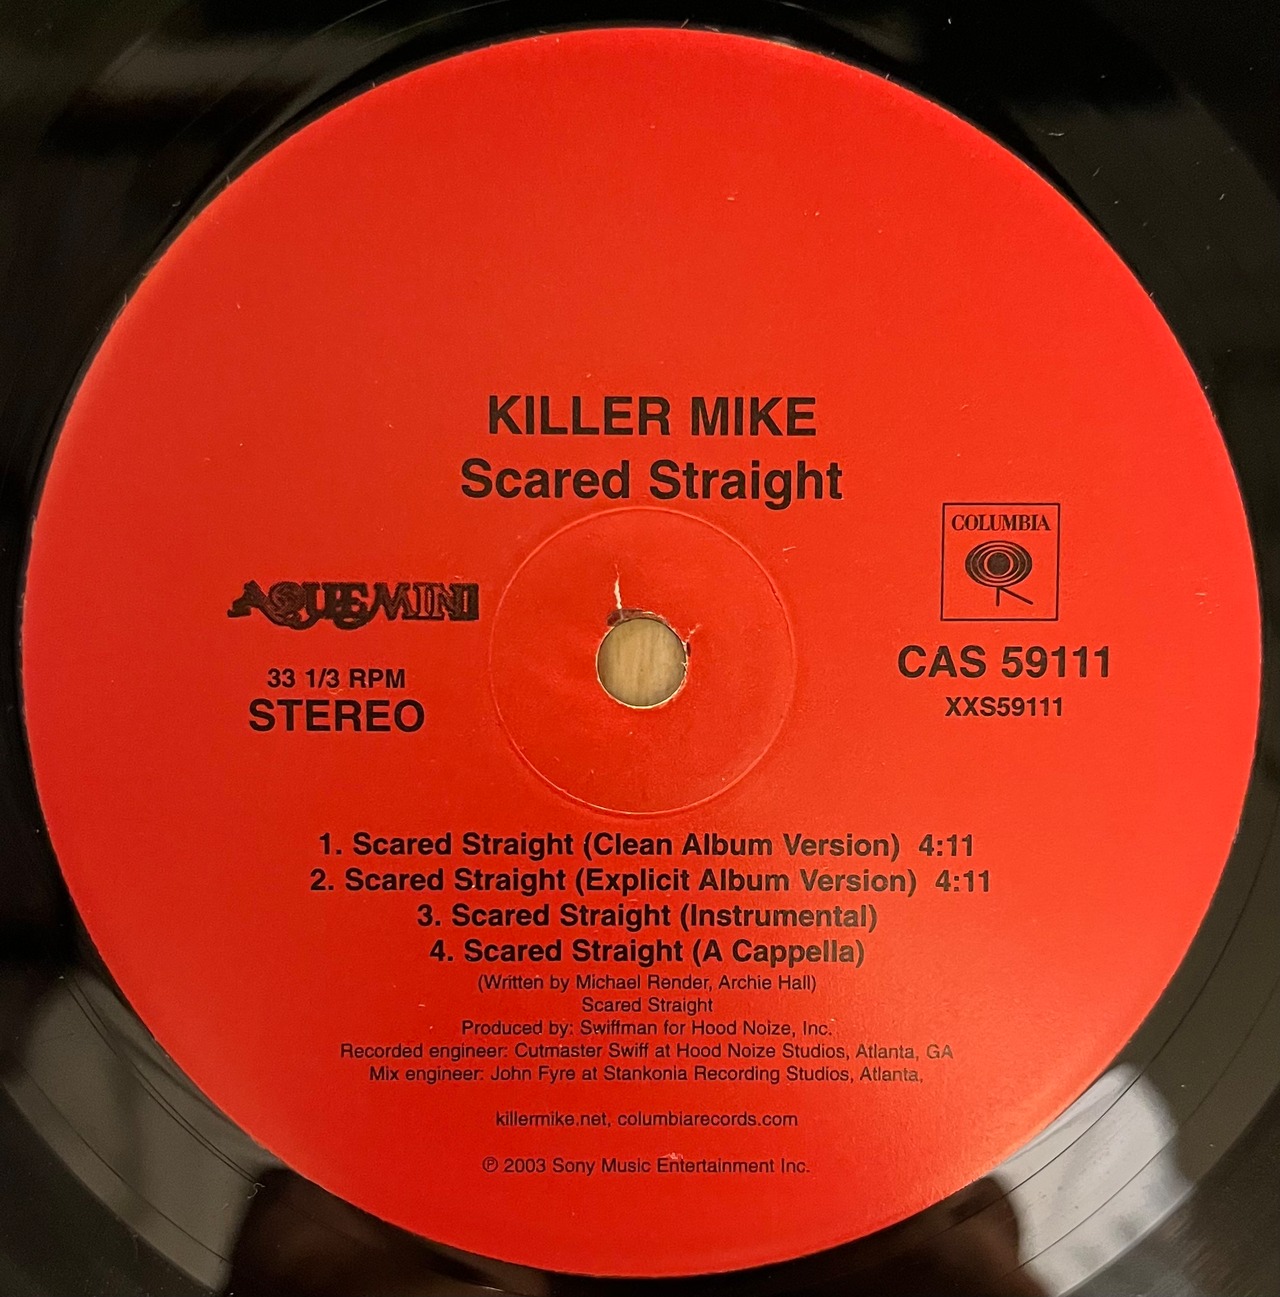 KILLER MIKE
Scared Straight
COLUMBIA
AQUEMINI
33 1/3 RPM
STEREO
CAS 59111
XXS59111
1. Scared Straight (Clean Album Version) 4:11
2. Scared Straight (Explicit Album Version) 4:11
3. Scared Straight (Instrumental)
4. Scared Straight (A Cappella)
(Written by Michael Render, Archie Hall)
Scared Straight
Produced by: Swiffman for Hood Noize, Inc.
Recorded engineer: Cutmaster Swiff at Hood Noize Studios, Atlanta, GA
Mix engineer: John Fyre at Stankonia Recording Studios, Atlanta,
killermike.net, columbiarecords.com
℗ 2003 Sony Music Entertainment Inc.